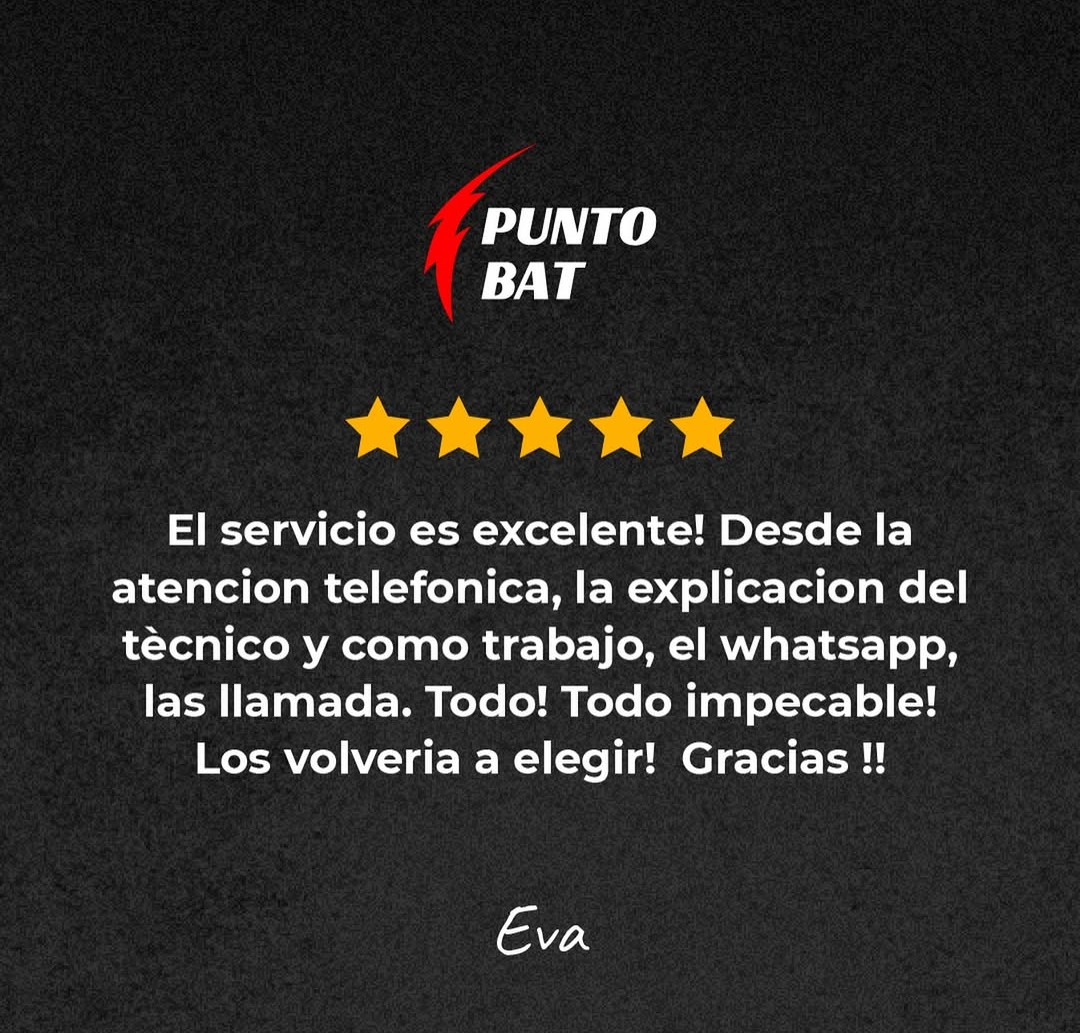 PUNTO
BAT
El servicio es excelente! Desde la
atencion telefonica, la explicacion del
tècnico y como trabajo, el whatsapp,
las llamada. Todo! Todo impecable!
Los volveria a elegir!  Gracias !!
Eva